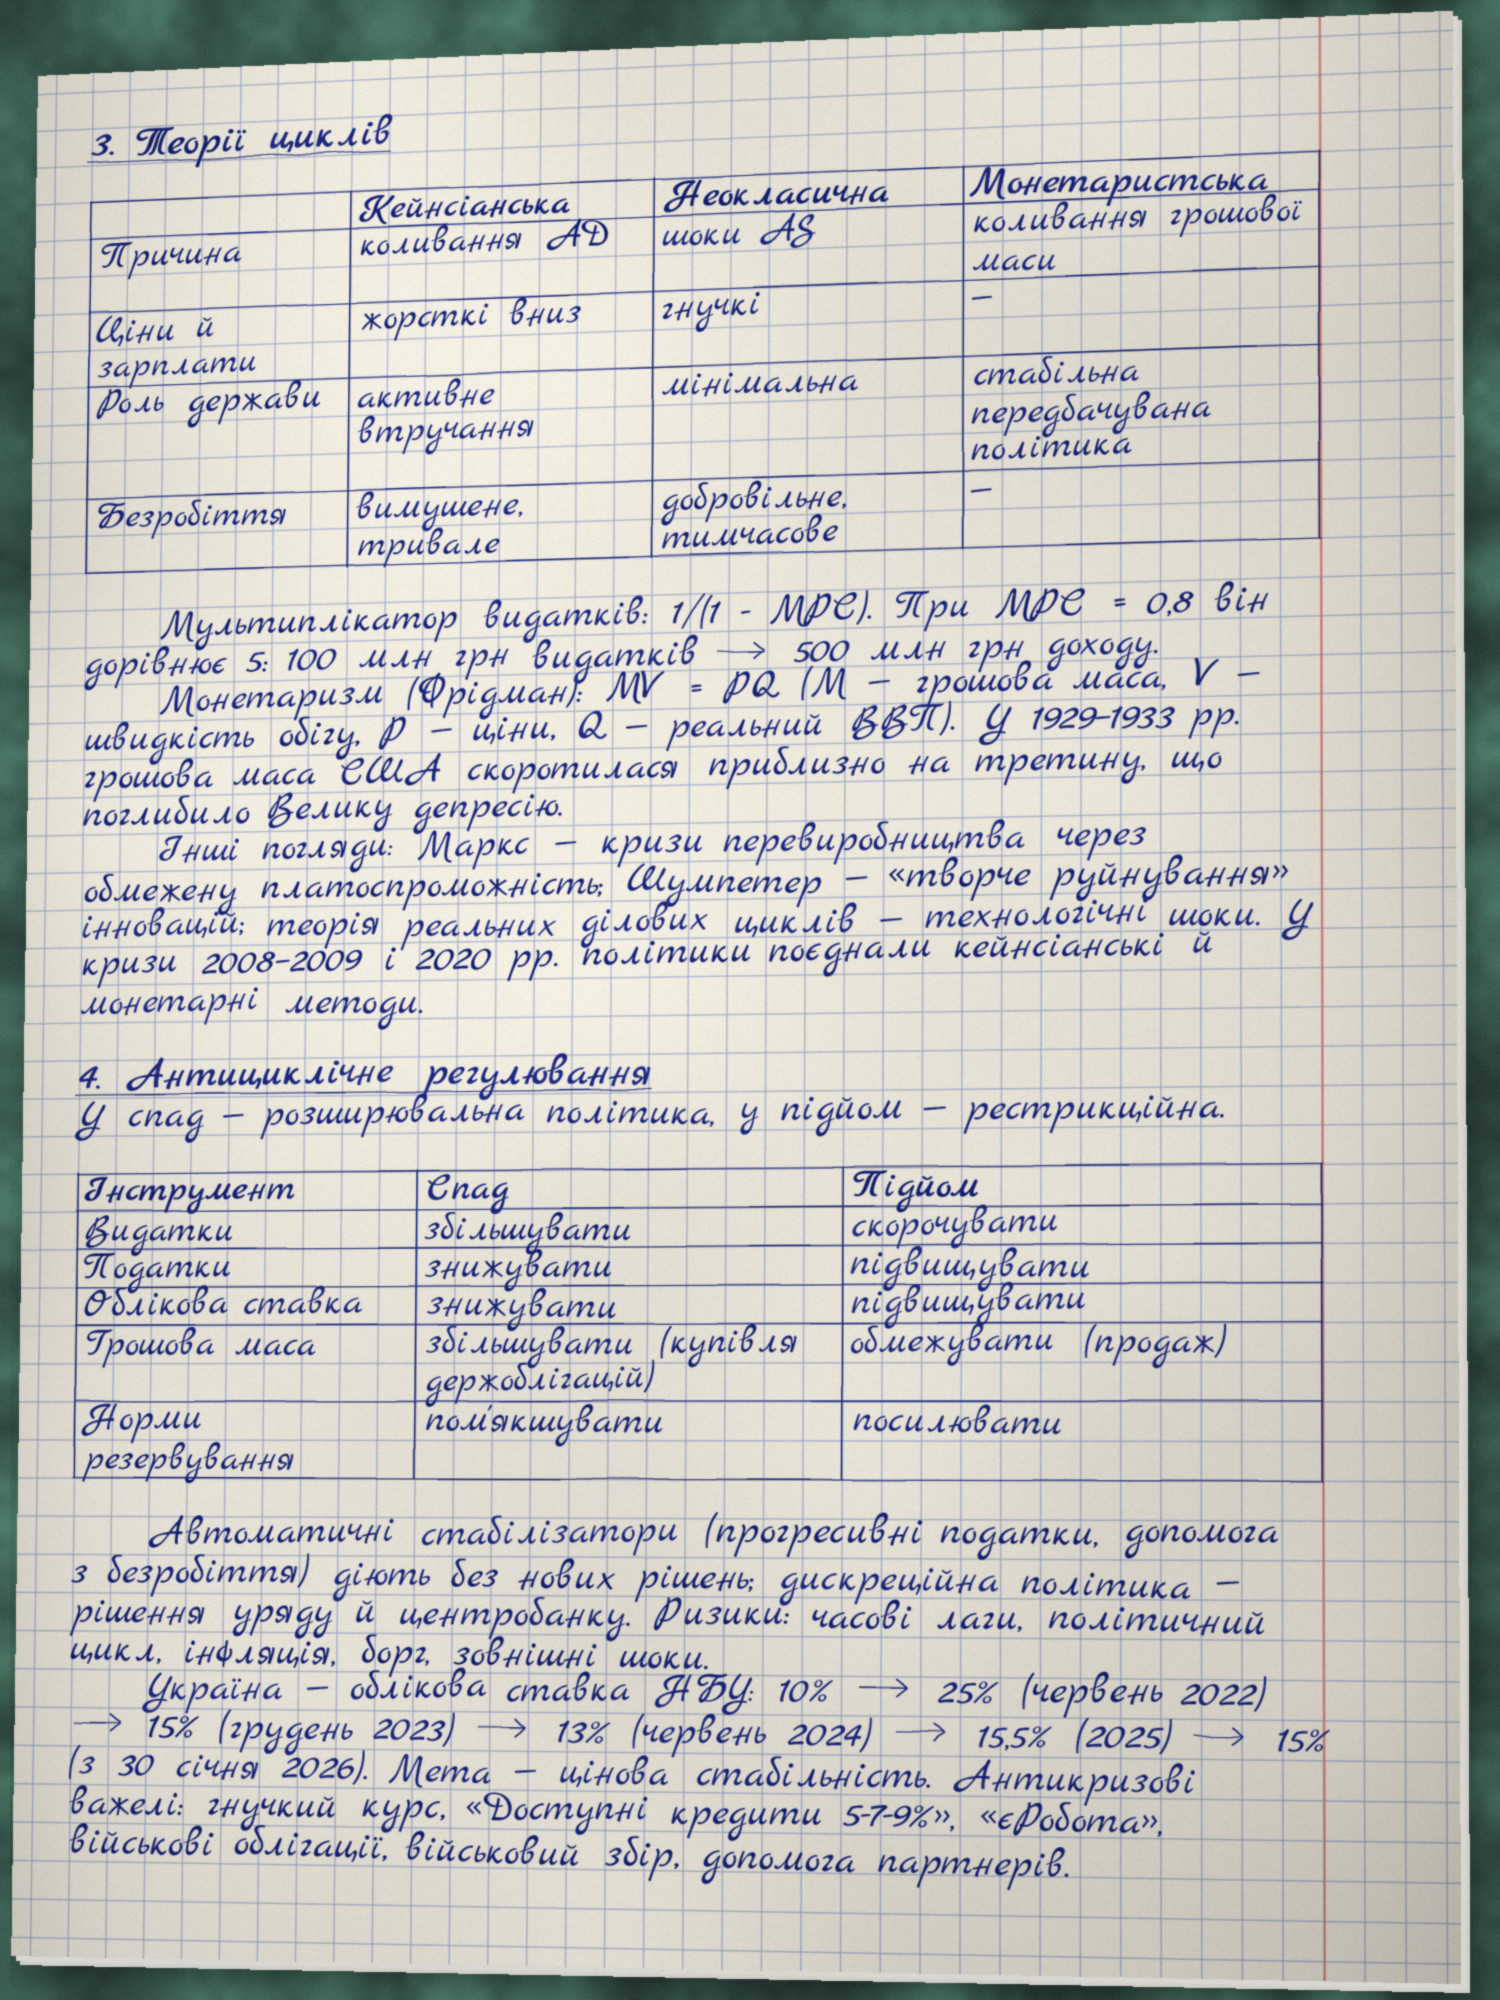 3. Теорії циклів
Кейнсіанська Неокласична Монетаристська
Причина коливання AD шоки AS коливання грошової
маси
Ціни й жорсткі вниз гнучкі —
зарплати
Роль держави активне мінімальна стабільна
втручання передбачувана
політика
Безробіття вимушене, добровільне, —
тривале тимчасове
Мультиплікатор видатків: 1/(1 - MPC). При MPC = 0,8 він
дорівнює 5: 100 млн грн видатків → 500 млн грн доходу.
Монетаризм (Фрідман): MV = PQ (M — грошова маса, V —
швидкість обігу, P — ціни, Q — реальний ВВП). У 1929–1933 рр.
грошова маса США скоротилася приблизно на третину, що
поглибило Велику депресію.
Інші погляди: Маркс — кризи перевиробництва через
обмежену платоспроможність; Шумпетер — «творче руйнування»
інновацій; теорія реальних ділових циклів — технологічні шоки. У
кризи 2008–2009 і 2020 рр. політики поєднали кейнсіанські й
монетарні методи.
4. Антициклічне регулювання
У спад — розширювальна політика, у підйом — рестрикційна.
Інструмент Спад Підйом
Видатки збільшувати скорочувати
Податки знижувати підвищувати
Облікова ставка знижувати підвищувати
Грошова маса збільшувати (купівля обмежувати (продаж)
держоблігацій)
Норми пом'якшувати посилювати
резервування
Автоматичні стабілізатори (прогресивні податки, допомога
з безробіття) діють без нових рішень; дискреційна політика —
рішення уряду й центробанку. Ризики: часові лаги, політичний
цикл, інфляція, борг, зовнішні шоки.
Україна — облікова ставка НБУ: 10% → 25% (червень 2022)
→ 15% (грудень 2023) → 13% (червень 2024) → 15,5% (2025) → 15%
(з 30 січня 2026). Мета — цінова стабільність. Антикризові
важелі: гнучкий курс, «Доступні кредити 5-7-9%», «єРобота»,
військові облігації, військовий збір, допомога партнерів.